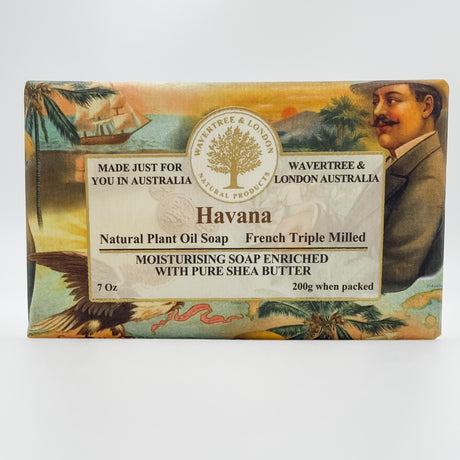 WAVERTREE & LONDON
NATURAL PRODUCTS
MADE JUST FOR
YOU IN AUSTRALIA
WAVERTREE &
LONDON AUSTRALIA
Havana
Natural Plant Oil Soap French Triple Milled
MOISTURISING SOAP ENRICHED
WITH PURE SHEA BUTTER
7 Oz 200g when packed